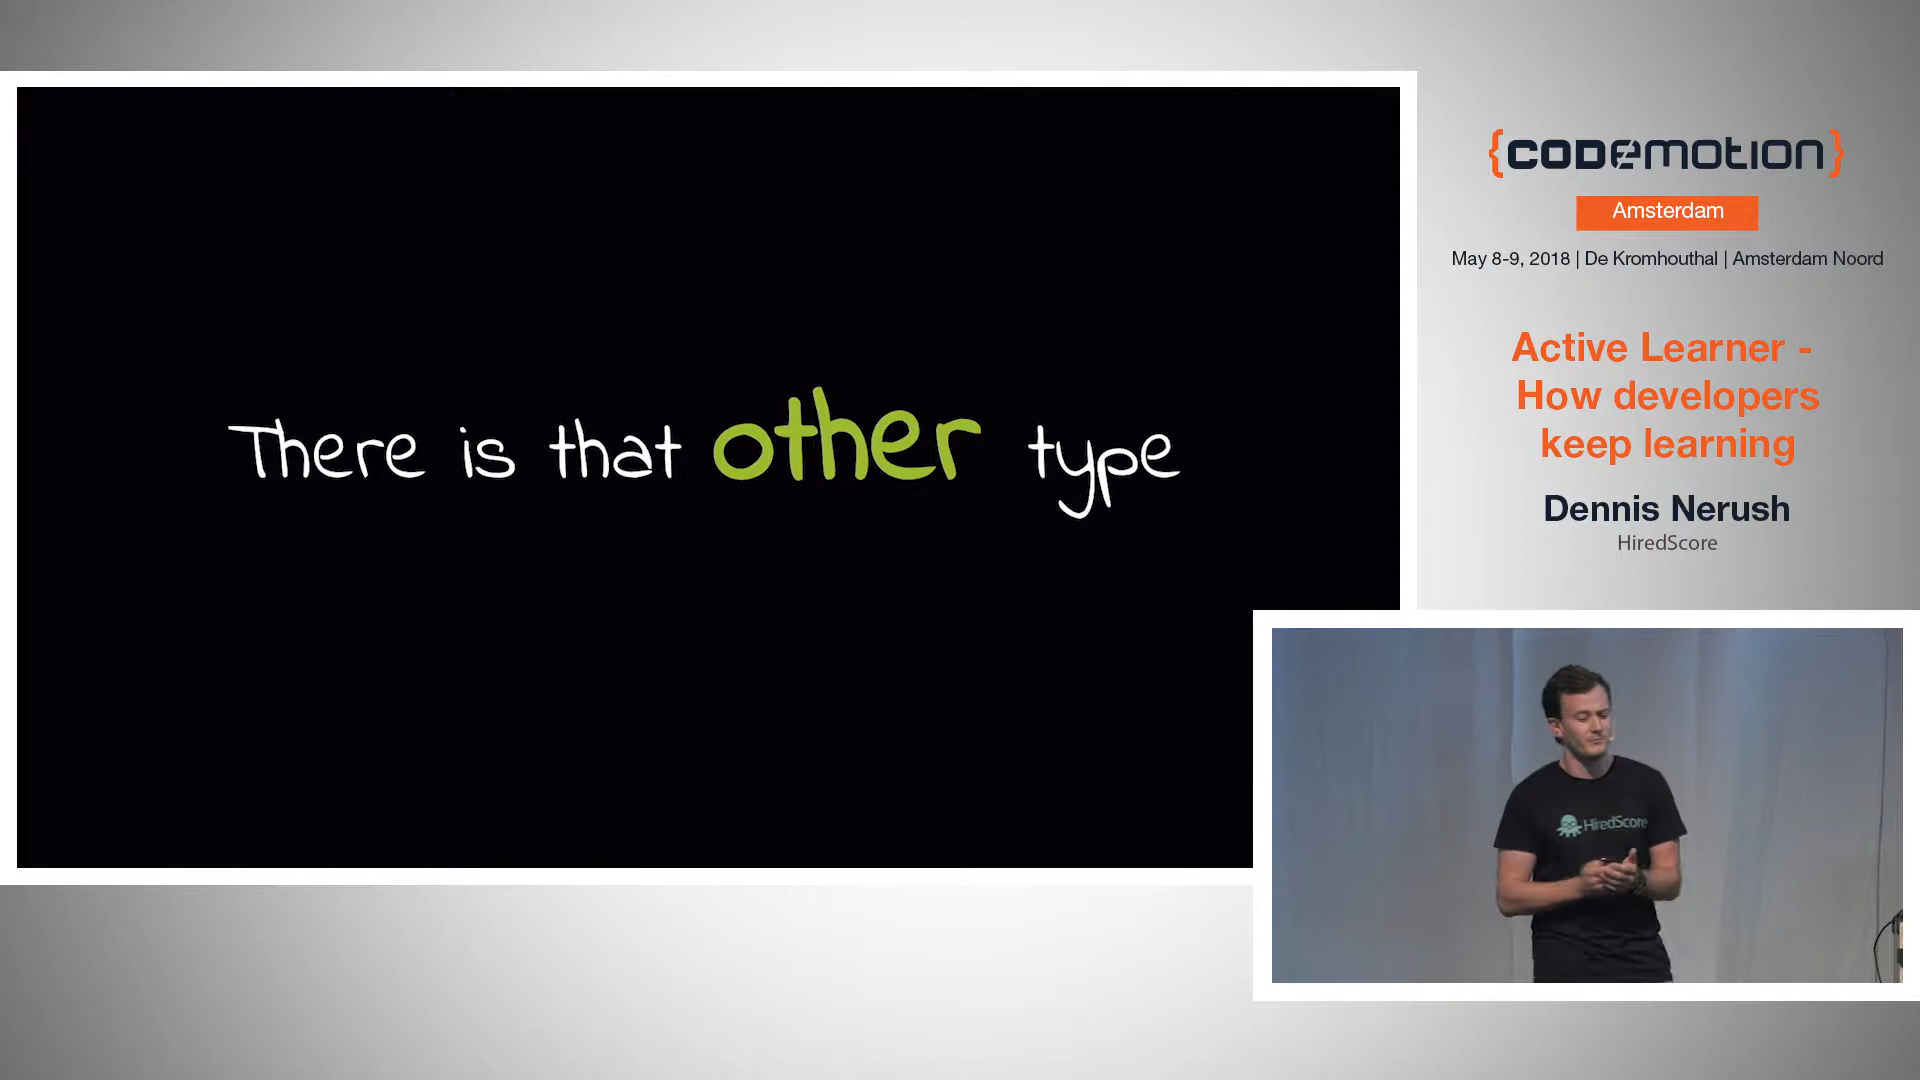 There is that other type
{CODEMOTION}
Amsterdam
May 8-9, 2018 | De Kromhouthal | Amsterdam Noord
Active Learner -
How developers
keep learning
Dennis Nerush
HiredScore
HiredScore